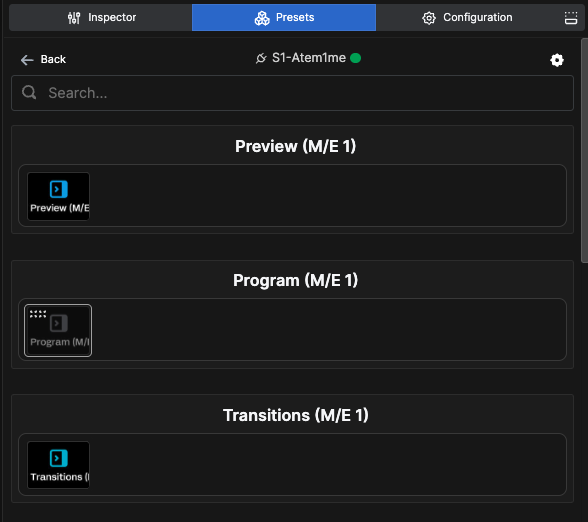 Inspector
Presets
Configuration
Back
S1-Atem1me
Search...
Preview (M/E 1)
Preview (M/E
Program (M/E 1)
Program (M/
Transitions (M/E 1)
Transitions (